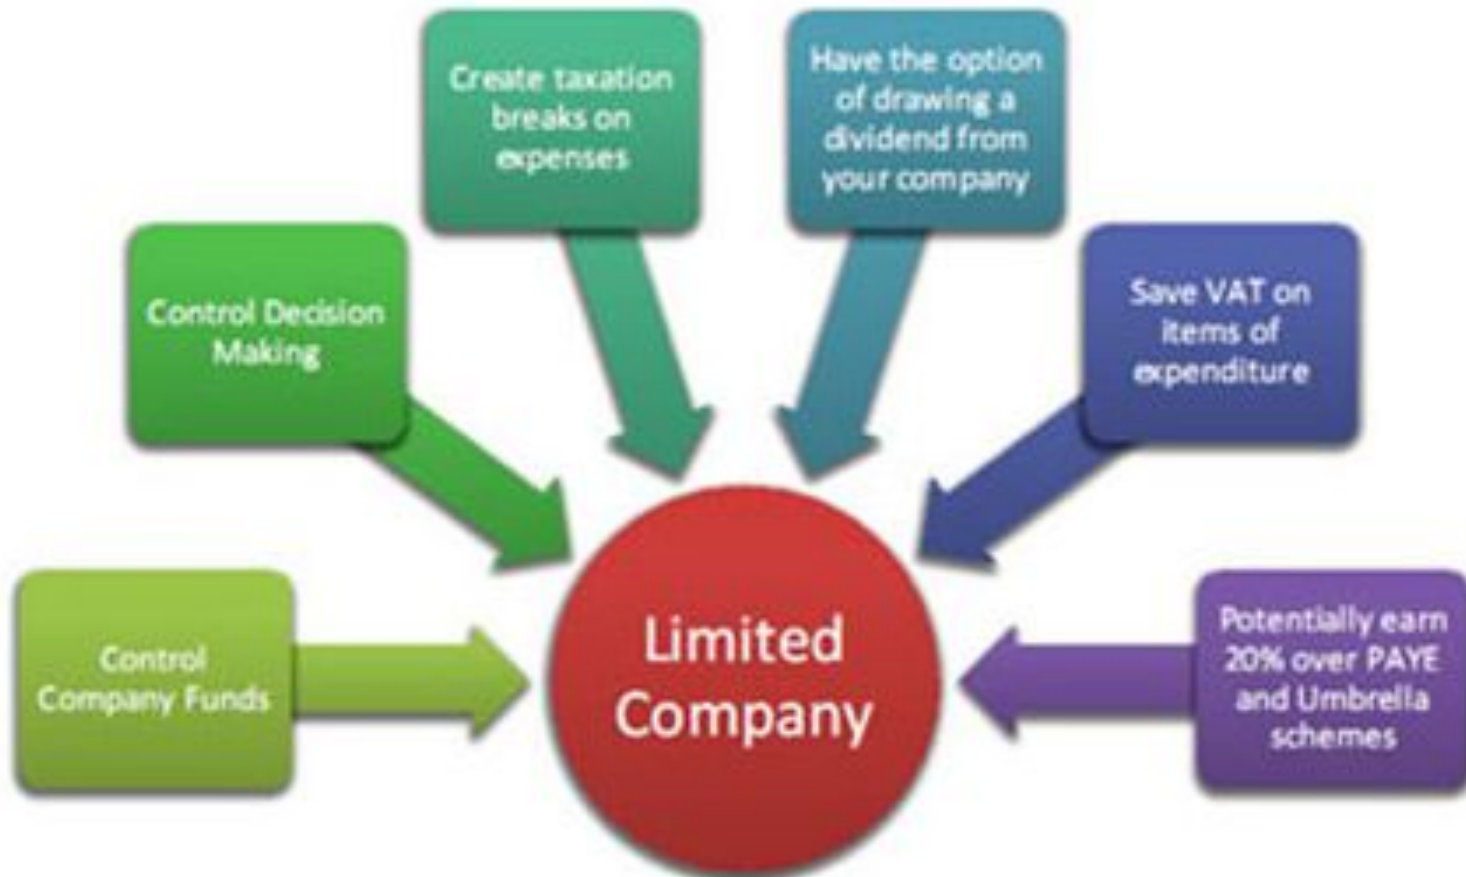 Control
Company Funds
Control Decision
Making
Create taxation
breaks on
expenses
Have the option
of drawing a
dividend from
your company
Save VAT on
items of
expenditure
Potentially earn
20% over PAYE
and Umbrella
schemes
Limited
Company